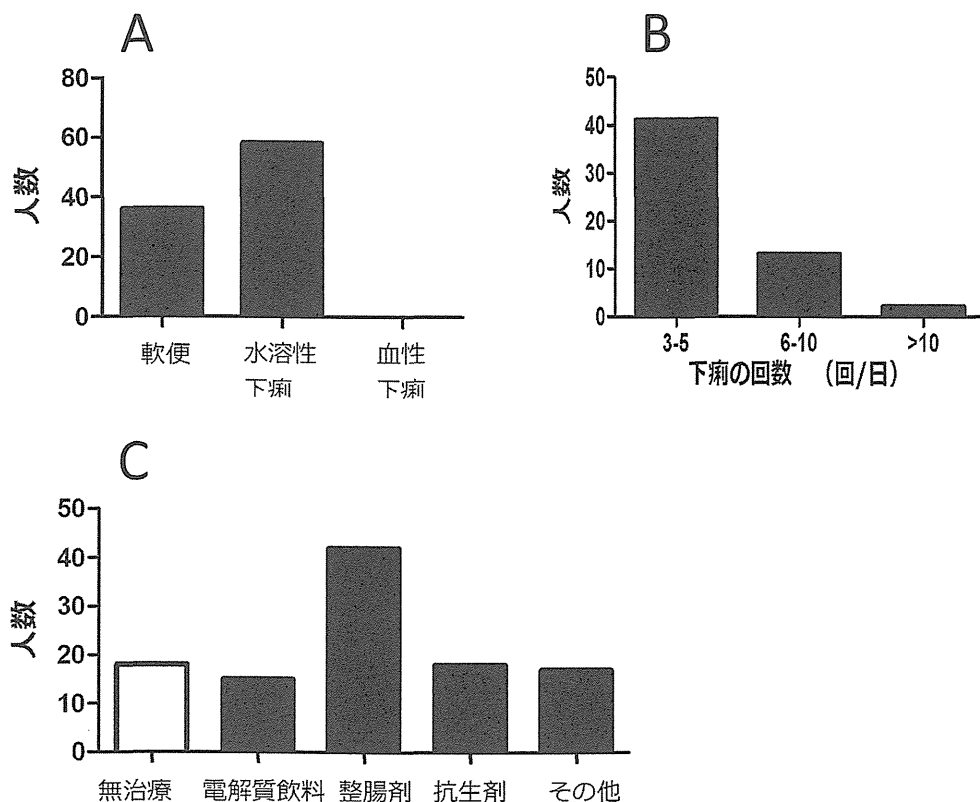 A
80
60
40
20
0
人数
軟便
水溶性
下痢
血性
下痢
B
50
40
30
20
10
0
人数
3-5
6-10
>10
下痢の回数 (回/日)
C
50
40
30
20
10
0
人数
無治療
電解質飲料
整腸剤
抗生剤
その他